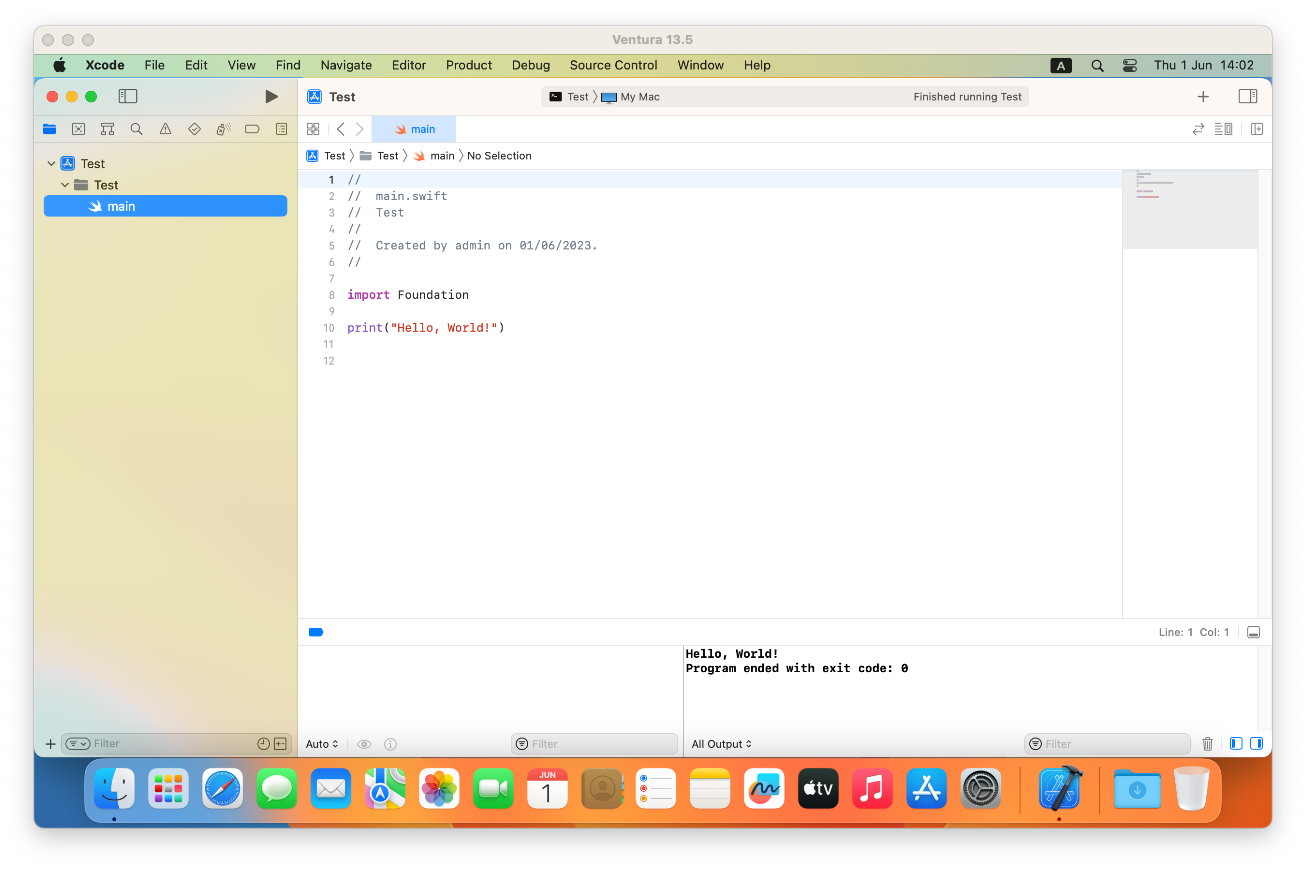 Ventura 13.5
Xcode File Edit View Find Navigate Editor Product Debug Source Control Window Help A Thu 1 Jun 14:02
Test Test My Mac Finished running Test
main
Test Test main No Selection
Test
Test
main
1 //
2 //  main.swift
3 //  Test
4 //
5 //  Created by admin on 01/06/2023.
6 //
7
8 import Foundation
9
10 print("Hello, World!")
11
12
Line: 1 Col: 1
Hello, World!
Program ended with exit code: 0
Filter
Auto Filter
All Output Filter
JUN
1
tv